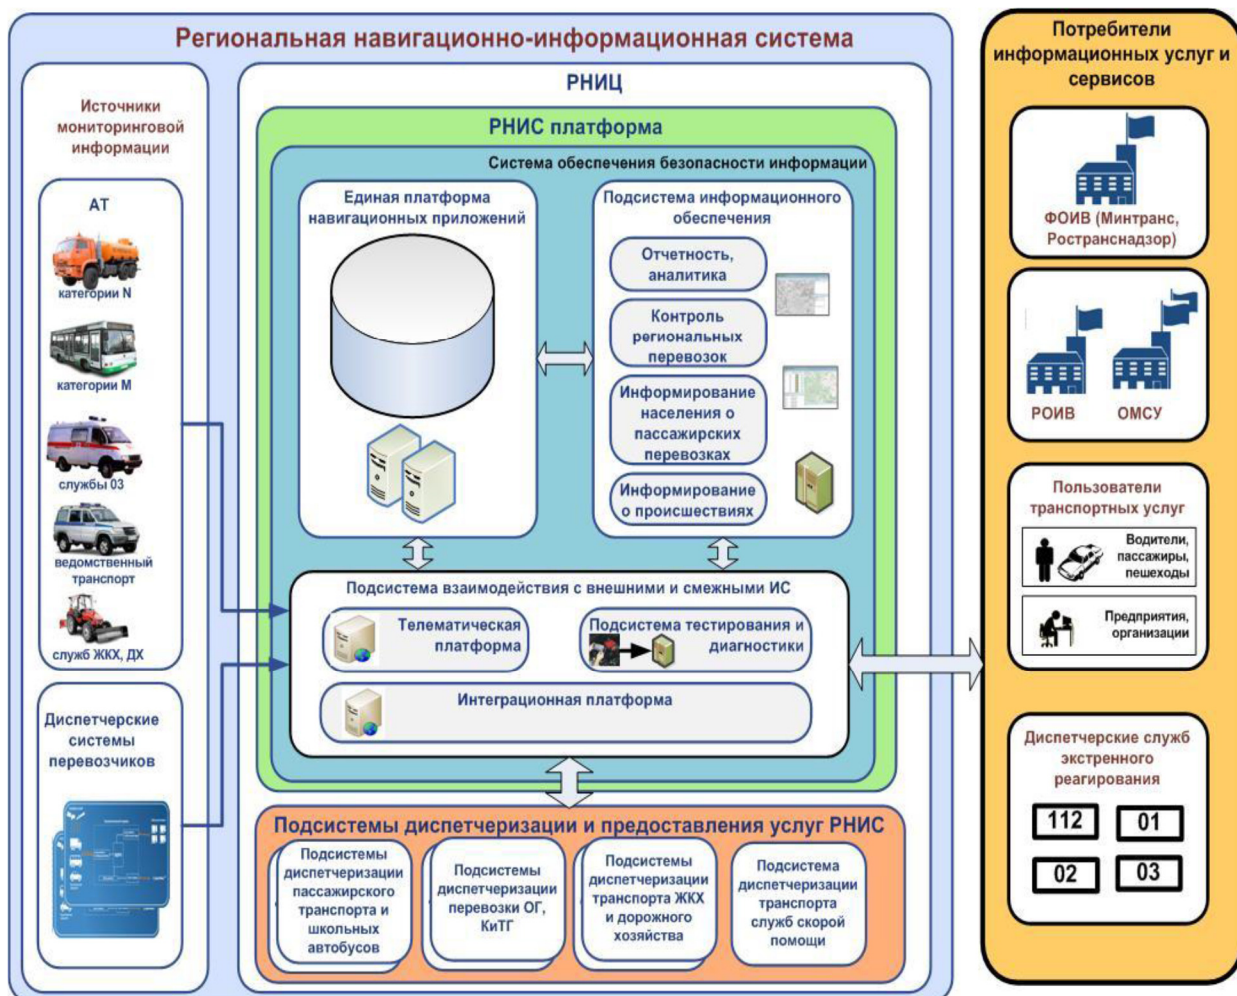 Региональная навигационно-информационная система
Источники
мониторинговой
информации
АТ
категории N
категории М
службы 03
ведомственный
транспорт
служб ЖКХ, ДХ
Диспетчерские
системы
перевозчиков
РНИЦ
РНИС платформа
Система обеспечения безопасности информации
Единая платформа
навигационных приложений
Подсистема информационного
обеспечения
Отчетность,
аналитика
Контроль
региональных
перевозок
Информирование
населения о
пассажирских
перевозках
Информирование
о происшествиях
Подсистема взаимодействия с внешними и смежными ИС
Телематическая
платформа
Подсистема тестирования и
диагностики
Интеграционная платформа
Подсистемы диспетчеризации и предоставления услуг РНИС
Подсистемы
диспетчеризации
пассажирского
транспорта и
школьных
автобусов
Подсистемы
диспетчеризации
перевозки ОГ,
КиТГ
Подсистемы
диспетчеризации
транспорта ЖКХ
и дорожного
хозяйства
Подсистема
диспетчеризации
транспорта
служб скорой
помощи
Потребители
информационных услуг и
сервисов
ФОИВ (Минтранс,
Ространснадзор)
РОИВ
ОМСУ
Пользователи
транспортных услуг
Водители,
пассажиры,
пешеходы
Предприятия,
организации
Диспетчерские служб
экстренного
реагирования
112
01
02
03